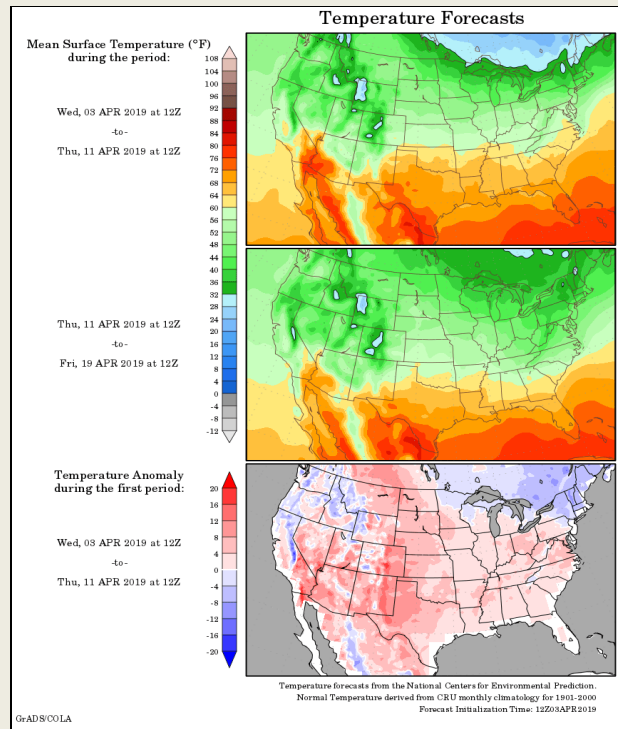 Temperature Forecasts
Mean Surface Temperature (°F)
during the period:
Wed, 03 APR 2019 at 12Z
-to-
Thu, 11 APR 2019 at 12Z
108
104
100
96
92
88
84
80
76
72
68
64
60
56
52
48
44
40
36
32
28
24
20
16
12
8
4
0
-4
-8
-12
Thu, 11 APR 2019 at 12Z
-to-
Fri, 19 APR 2019 at 12Z
Temperature Anomaly
during the first period:
Wed, 03 APR 2019 at 12Z
-to-
Thu, 11 APR 2019 at 12Z
20
16
12
8
4
0
-4
-8
-12
-16
-20
Temperature forecasts from the National Centers for Environmental Prediction.
Normal Temperature derived from CRU monthly climatology for 1901-2000
Forecast Initialization Time: 12Z03APR2019
GrADS/COLA